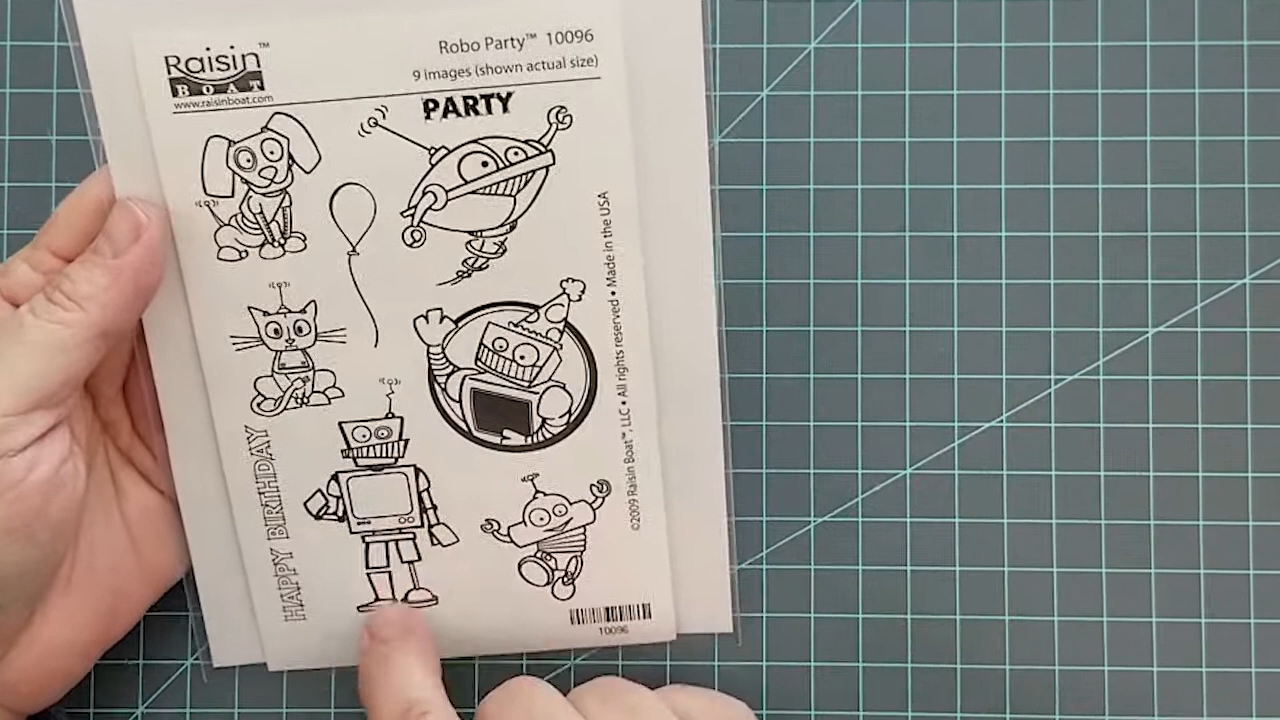 Raisin™
BOAT
www.raisinboat.com
Robo Party™ 10096
9 images (shown actual size)
PARTY
HAPPY BIRTHDAY
©2009 Raisin Boat™, LLC • All rights reserved • Made in the USA
10096